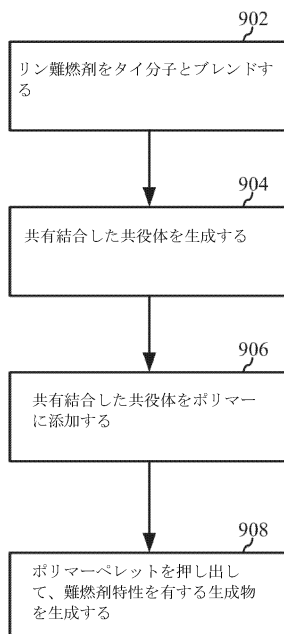 902
リン難燃剤をタイ分子とブレンドす
る
904
共有結合した共役体を生成する
906
共有結合した共役体をポリマー
に添加する
908
ポリマーペレットを押し出し
て、難燃剤特性を有する生成物
を生成する